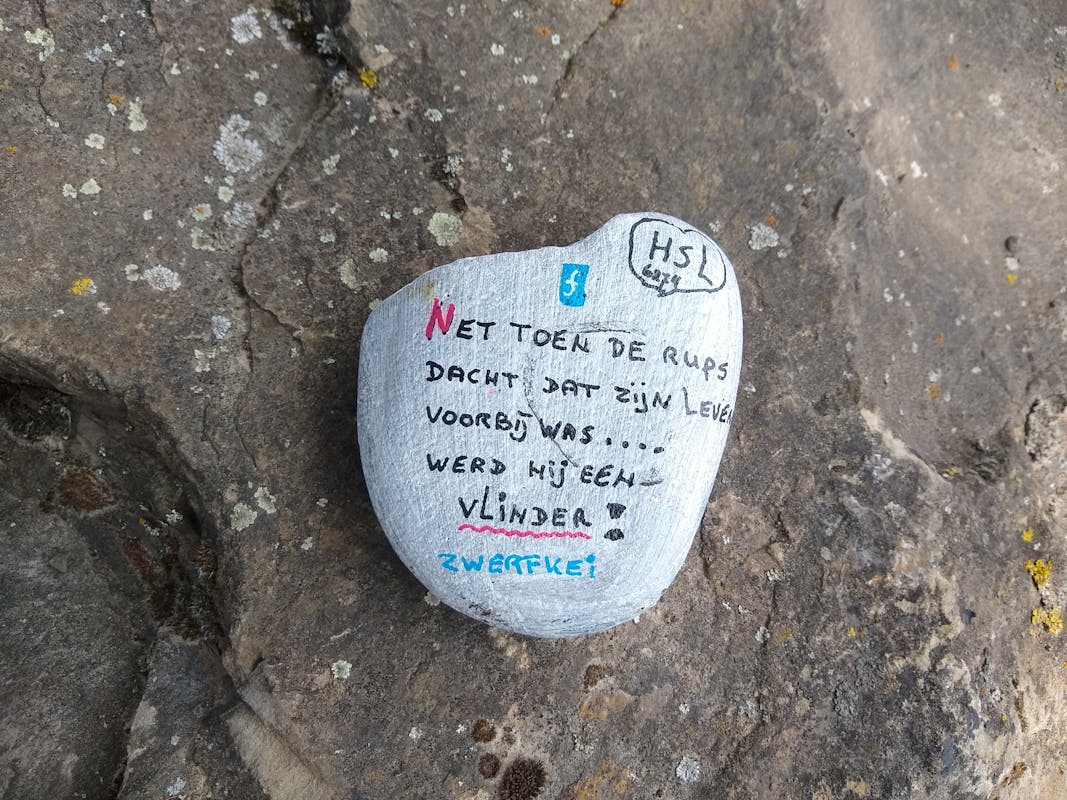 HSL
f
NET TOEN DE RUPS
DACHT DAT ZIJN LEVEN
VOORBIJ WAS....
WERD HIJ EEN
VLINDER!
ZWERFKEI